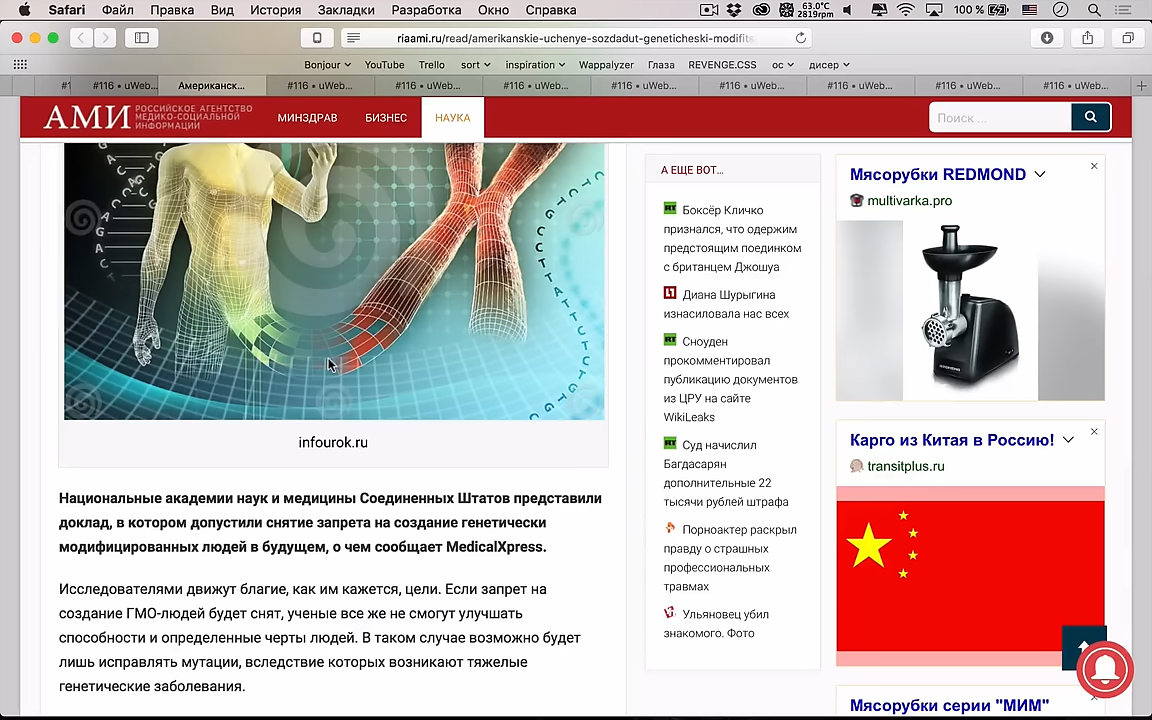 Safari Файл Правка Вид История Закладки Разработка Окно Справка 63.0°C 2819rpm 100 %
riaami.ru/read/amerikanskie-uchenye-sozdadut-geneticheski-modifits
Bonjour YouTube Trello sort inspiration Wappalyzer Глаза REVENGE.CSS ос дисер
#1 #116 • uWeb... Американск... #116 • uWeb... #116 • uWeb... #116 • uWeb... #116 • uWeb... #116 • uWeb... #116 • uWeb... #116 • uWeb... #116 • uWeb...
АМИ
РОССИЙСКОЕ АГЕНТСТВО
МЕДИКО-СОЦИАЛЬНОЙ
ИНФОРМАЦИИ
МИНЗДРАВ БИЗНЕС НАУКА
Поиск ...
infourok.ru
Национальные академии наук и медицины Соединенных Штатов представили
доклад, в котором допустили снятие запрета на создание генетически
модифицированных людей в будущем, о чем сообщает MedicalXpress.
Исследователями движут благие, как им кажется, цели. Если запрет на
создание ГМО-людей будет снят, ученые все же не смогут улучшать
способности и определенные черты людей. В таком случае возможно будет
лишь исправлять мутации, вследствие которых возникают тяжелые
генетические заболевания.
А ЕЩЕ ВОТ...
Боксёр Кличко
признался, что одержим
предстоящим поединком
с британцем Джошуа
Диана Шурыгина
изнасиловала нас всех
Сноуден
прокомментировал
публикацию документов
из ЦРУ на сайте
WikiLeaks
Суд начислил
Багдасарян
дополнительные 22
тысячи рублей штрафа
Порноактер раскрыл
правду о страшных
профессиональных
травмах
Ульяновец убил
знакомого. Фото
Мясорубки REDMOND
multivarka.pro
Карго из Китая в Россию!
transitplus.ru
Мясорубки серии "МИМ"